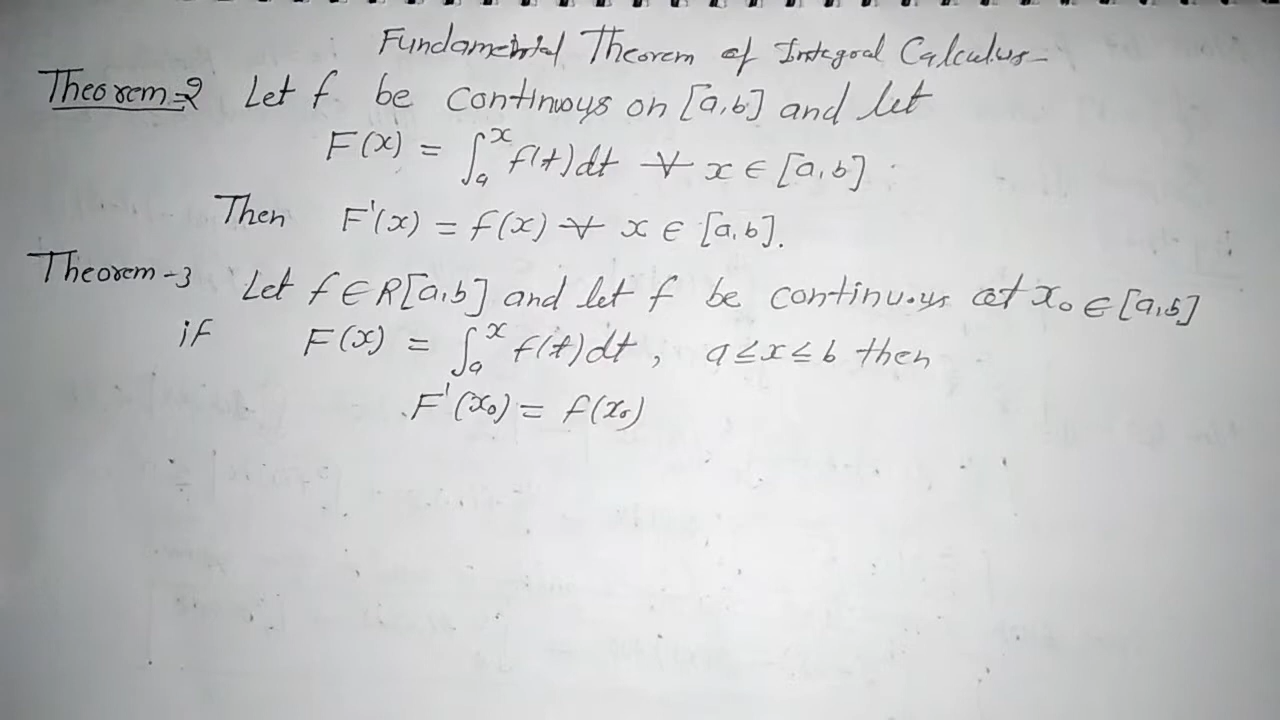 Fundamental Theorem of Integral Calculus-
Theorem-2 Let f be continuous on [a,b] and let
F(x) = ∫ₐˣ f(t)dt ∀ x ∈ [a,b]
Then F'(x) = f(x) ∀ x ∈ [a,b].
Theorem-3 Let f ∈ R[a,b] and let f be continuous at x₀ ∈ [a,b]
if F(x) = ∫ₐˣ f(t)dt, a ≤ x ≤ b then
F'(x₀) = f(x₀)